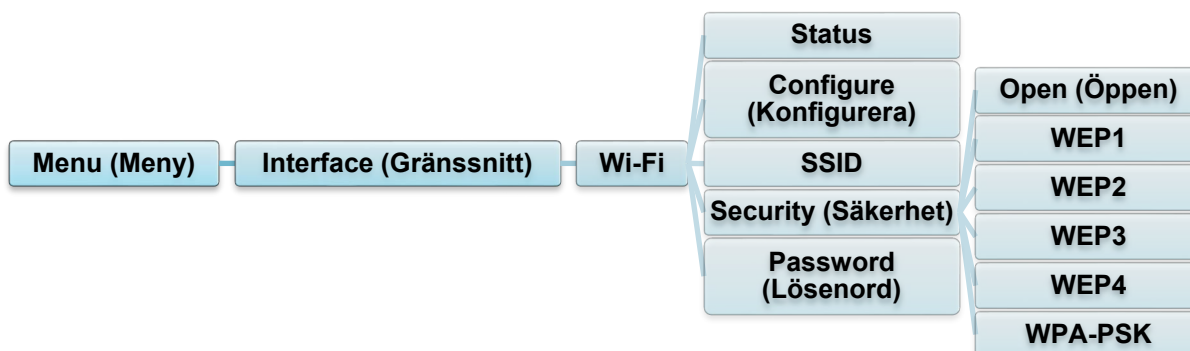 Menu (Meny)
Interface (Gränssnitt)
Wi-Fi
Status
Configure
(Konfigurera)
SSID
Security (Säkerhet)
Password
(Lösenord)
Open (Öppen)
WEP1
WEP2
WEP3
WEP4
WPA-PSK